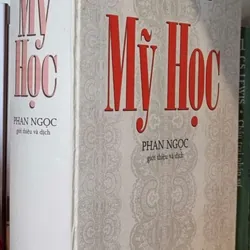 MỸ
HỌC
PHAN NGỌC
giới thiệu và dịch
MỸ HỌC
PHAN NGỌC
giới thiệu và dịch